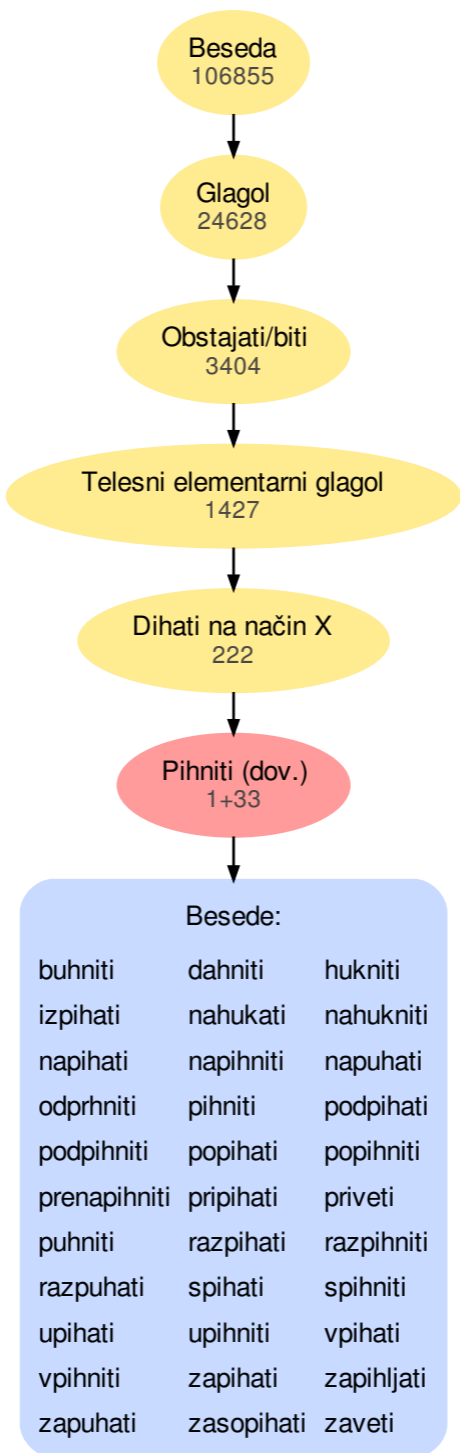 Beseda
106855
Glagol
24628
Obstajati/biti
3404
Telesni elementarni glagol
1427
Dihati na način X
222
Pihniti (dov.)
1+33
Besede:
buhniti dahniti hukniti
izpihati nahukati nahukniti
napihati napihniti napuhati
odprhniti pihniti podpihati
podpihniti popihati popihniti
prenapihniti pripihati priveti
puhniti razpihati razpihniti
razpuhati spihati spihniti
upihati upihniti vpihati
vpihniti zapihati zapihljati
zapuhati zasopihati zaveti